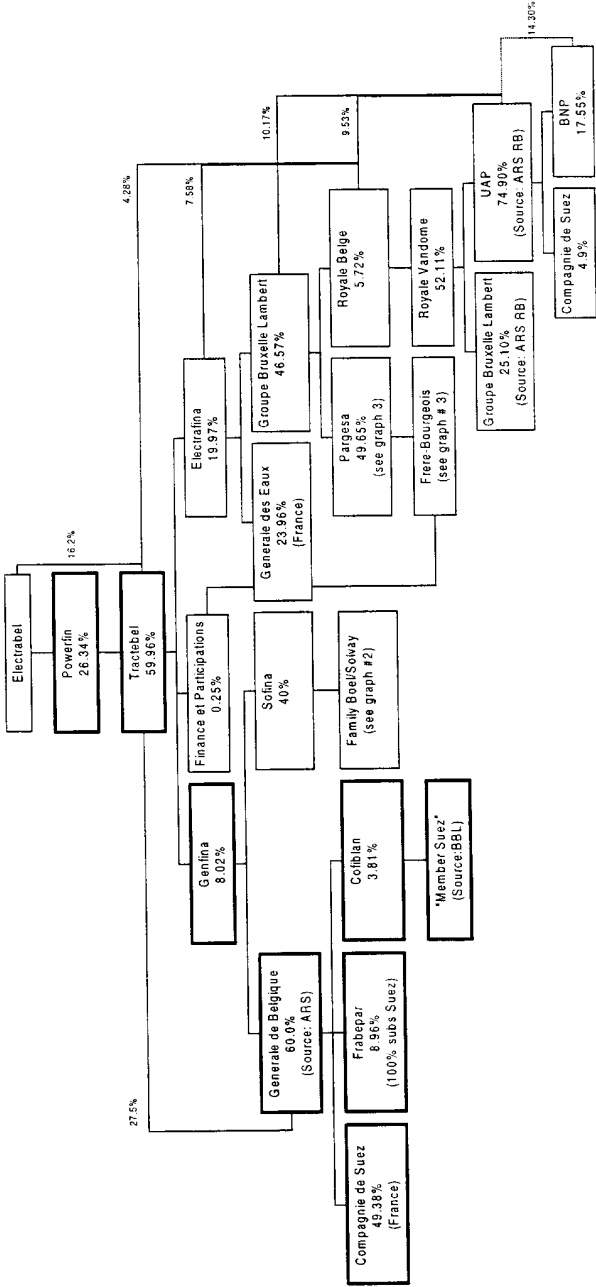 Electrabel
16.2%
Powerfin
26.34%
Tractebel
59.96%
27.5%
4.28%
Genfina
8.02%
Finance et Participations
0.25%
Electrafina
19.97%
7.58%
Generale de Belgique
60.0%
(Source: ARS)
Sofina
40%
Generale des Eaux
23.96%
(France)
Groupe Bruxelle Lambert
46.57%
10.17%
9.53%
Compagnie de Suez
49.38%
(France)
Frabepar
8.96%
(100% subs Suez)
Cofiblan
3.81%
Family Boel/Solvay
(see graph #2)
Pargesa
49.65%
(see graph 3)
Royale Belge
5.72%
"Member Suez"
(Source:BBL)
Frere-Bourgeois
(see graph # 3)
Royale Vandome
52.11%
Groupe Bruxelle Lambert
25.10%
(Source: ARS RB)
UAP
74.90%
(Source: ARS RB)
14.30%
Compagnie de Suez
4.9%
BNP
17.55%